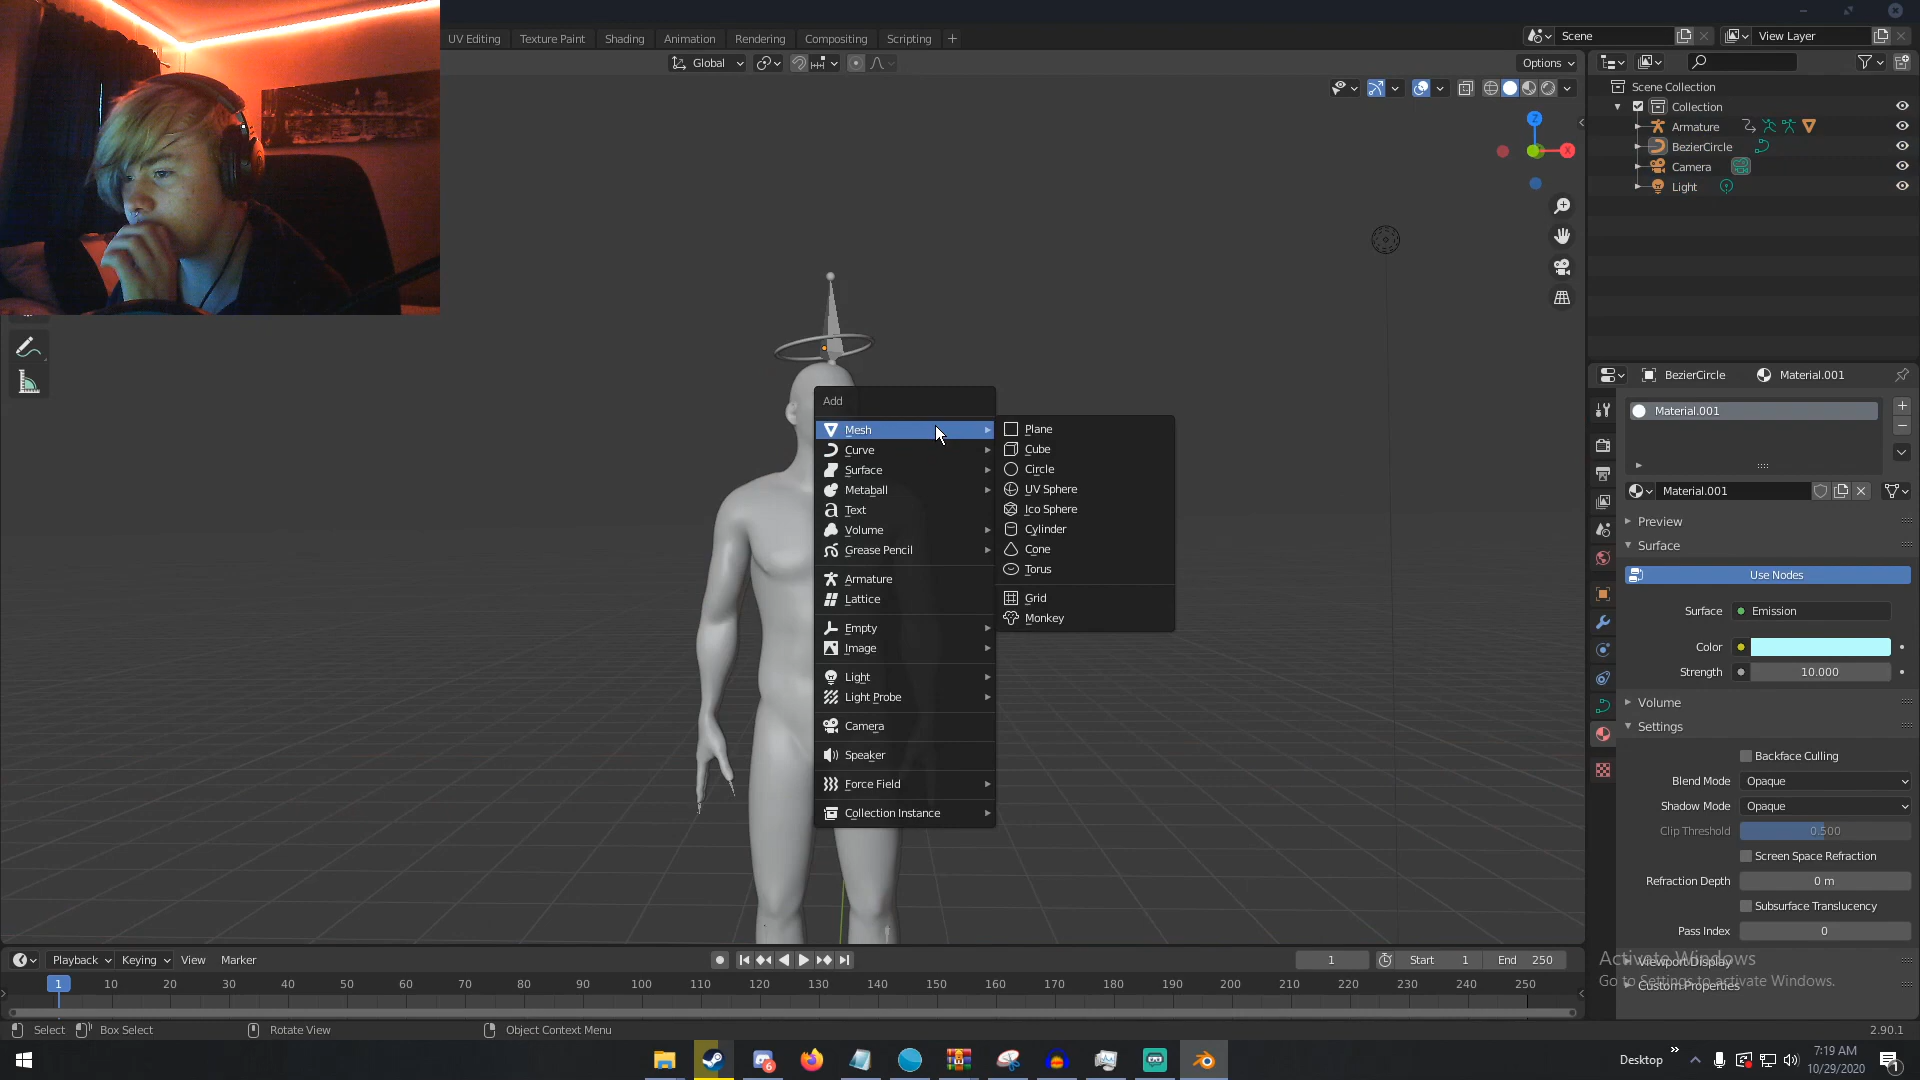 UV Editing Texture Paint Shading Animation Rendering Compositing Scripting +
Scene View Layer
Global Options
Scene Collection
Collection
Armature
BezierCircle
Camera
Light
Z
X
BezierCircle Material.001
Material.001
Material.001
Preview
Surface
Use Nodes
Surface Emission
Color
Strength 10.000
Volume
Settings
Backface Culling
Blend Mode Opaque
Shadow Mode Opaque
Clip Threshold 0.500
Screen Space Refraction
Refraction Depth 0 m
Subsurface Translucency
Pass Index 0
Viewport Display
Custom Properties
Activate Windows
Go to Settings to activate Windows.
Add
Mesh
Curve
Surface
Metaball
Text
Volume
Grease Pencil
Armature
Lattice
Empty
Image
Light
Light Probe
Camera
Speaker
Force Field
Collection Instance
Plane
Cube
Circle
UV Sphere
Ico Sphere
Cylinder
Cone
Torus
Grid
Monkey
Playback Keying View Marker 1 Start 1 End 250
1 10 20 30 40 50 60 70 80 90 100 110 120 130 140 150 160 170 180 190 200 210 220 230 240 250
Select Box Select Rotate View Object Context Menu 2.90.1
6
Desktop
7:19 AM
10/29/2020
1